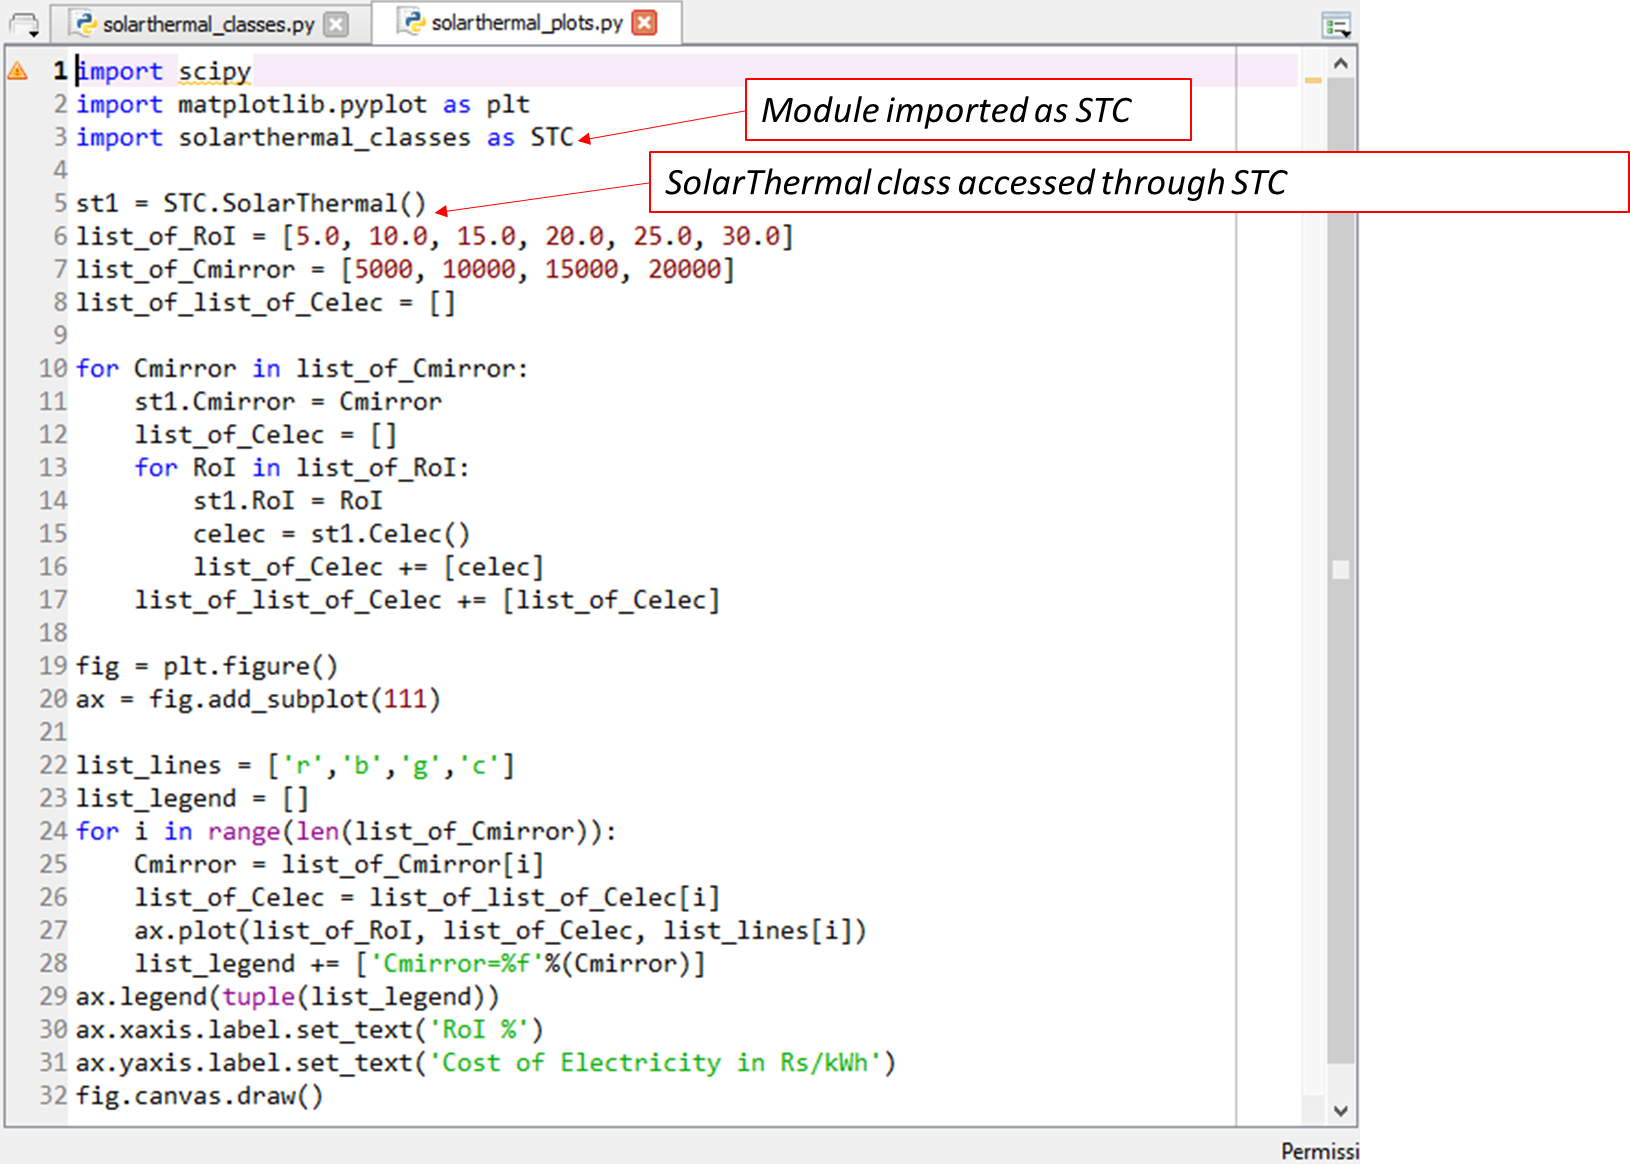 solarthermal_classes.py solarthermal_plots.py
1 import scipy
2 import matplotlib.pyplot as plt
Module imported as STC
3 import solarthermal_classes as STC
4
SolarThermal class accessed through STC
5 st1 = STC.SolarThermal()
6 list_of_RoI = [5.0, 10.0, 15.0, 20.0, 25.0, 30.0]
7 list_of_Cmirror = [5000, 10000, 15000, 20000]
8 list_of_list_of_Celec = []
9
10 for Cmirror in list_of_Cmirror:
11     st1.Cmirror = Cmirror
12     list_of_Celec = []
13     for RoI in list_of_RoI:
14         st1.RoI = RoI
15         celec = st1.Celec()
16         list_of_Celec += [celec]
17     list_of_list_of_Celec += [list_of_Celec]
18
19 fig = plt.figure()
20 ax = fig.add_subplot(111)
21
22 list_lines = ['r','b','g','c']
23 list_legend = []
24 for i in range(len(list_of_Cmirror)):
25     Cmirror = list_of_Cmirror[i]
26     list_of_Celec = list_of_list_of_Celec[i]
27     ax.plot(list_of_RoI, list_of_Celec, list_lines[i])
28     list_legend += ['Cmirror=%f'%(Cmirror)]
29 ax.legend(tuple(list_legend))
30 ax.xaxis.label.set_text('RoI %')
31 ax.yaxis.label.set_text('Cost of Electricity in Rs/kWh')
32 fig.canvas.draw()
Permissi